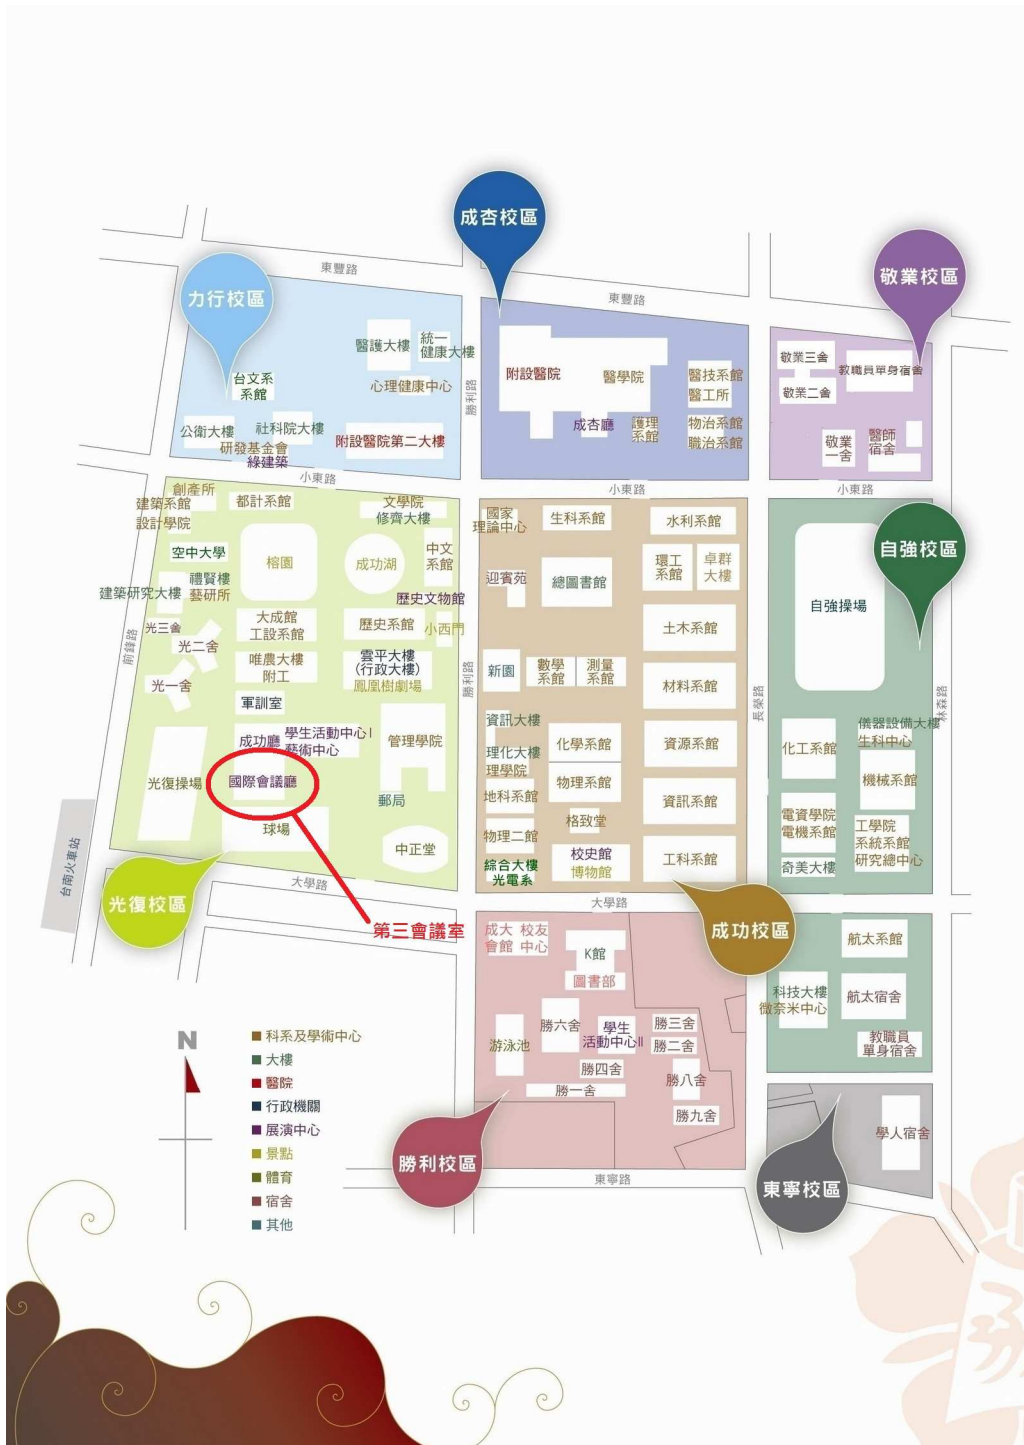 成杏校區
敬業校區
力行校區
東豐路
東豐路
醫護大樓
統一
健康大樓
台文系
系館
心理健康中心
公衛大樓
社科院大樓
研發基金會
綠建築
附設醫院第二大樓
勝利路
附設醫院
醫學院
成杏廳
護理
系館
醫技系館
醫工所
物治系館
職治系館
敬業三舍
敬業二舍
教職員單身宿舍
敬業
一舍
醫師
宿舍
小東路
小東路
小東路
創產所
建築系館
設計學院
都計系館
文學院
修齊大樓
空中大學
榕園
成功湖
中文
系館
禮賢樓
藝研所
建築研究大樓
歷史文物館
光三舍
光二舍
光一舍
大成館
工設系館
歷史系館
小西門
唯農大樓
附工
雲平大樓
(行政大樓)
鳳凰樹劇場
軍訓室
成功廳
學生活動中心I
藝術中心
管理學院
光復操場
國際會議廳
郵局
球場
中正堂
前鋒路
台南火車站
光復校區
大學路
第三會議室
勝利路
國家
理論中心
生科系館
水利系館
迎賓苑
總圖書館
環工
系館
卓群
大樓
土木系館
新園
數學
系館
測量
系館
材料系館
資訊大樓
理化大樓
理學院
化學系館
資源系館
地科系館
物理系館
資訊系館
物理二館
格致堂
綜合大樓
光電系
校史館
博物館
工科系館
長榮路
成功校區
大學路
自強校區
自強操場
林森路
儀器設備大樓
生科中心
化工系館
機械系館
電資學院
電機系館
工學院
系統系館
研究總中心
奇美大樓
航太系館
科技大樓
微奈米中心
航太宿舍
教職員
單身宿舍
成大
會館
校友
中心
K館
圖書部
游泳池
勝六舍
學生
活動中心II
勝三舍
勝二舍
勝四舍
勝一舍
勝八舍
勝九舍
勝利校區
東寧路
東寧校區
學人宿舍
N
科系及學術中心
大樓
醫院
行政機關
展演中心
景點
體育
宿舍
其他